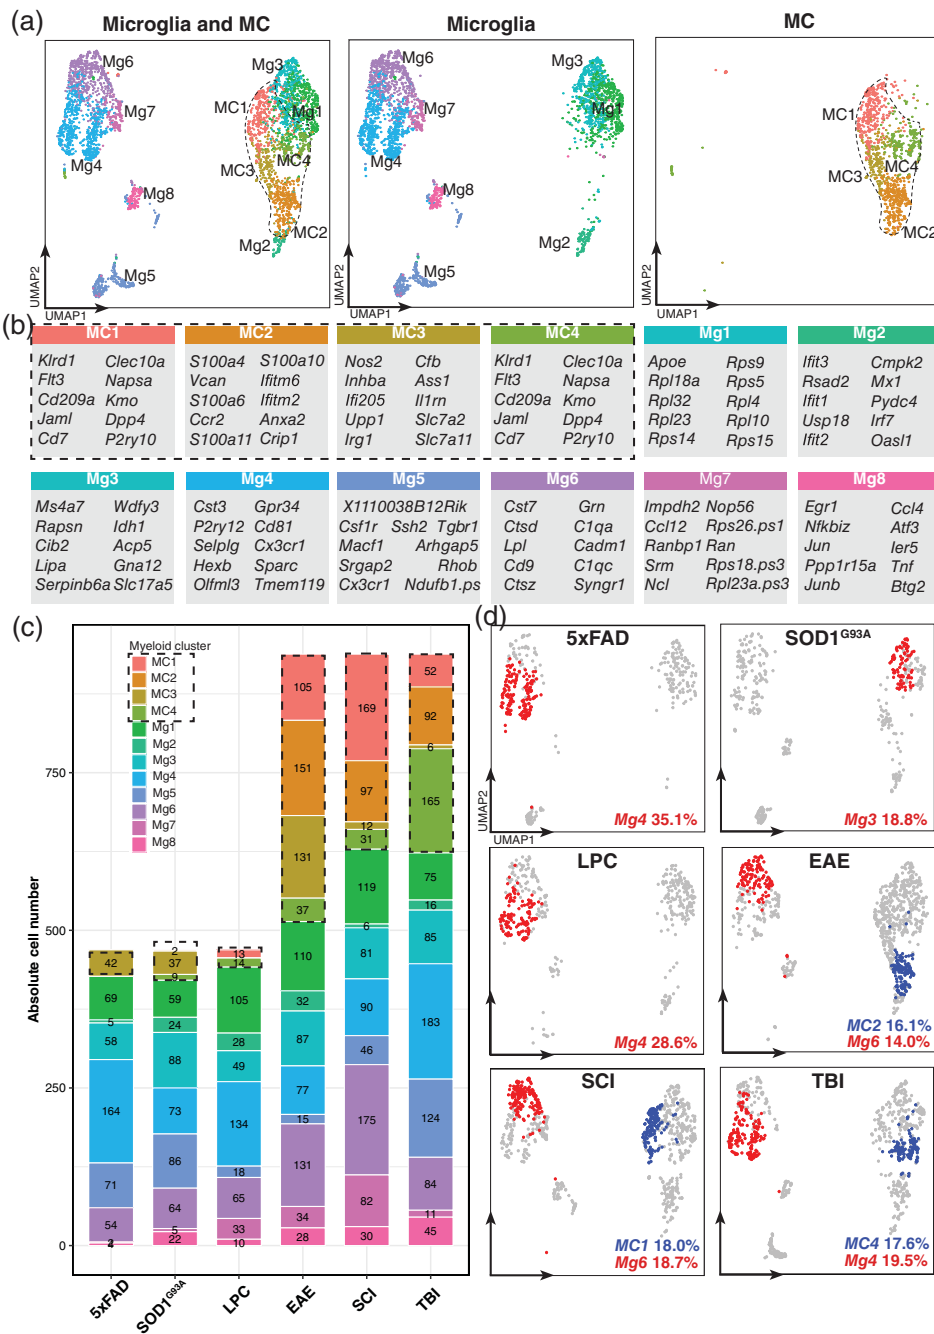 (a)
Microglia and MC
Microglia
MC
Mg6
Mg3
MC1
Mg1
Mg7
MC4
Mg4
MC3
Mg8
MC2
Mg2
Mg5
UMAP2
UMAP1
Mg6
Mg3
Mg1
Mg7
Mg4
Mg8
Mg2
Mg5
UMAP2
UMAP1
MC1
MC4
MC3
MC2
UMAP2
UMAP1
(b)
MC1
Klrd1 Clec10a
Flt3 Napsa
Cd209a Kmo
Jaml Dpp4
Cd7 P2ry10
MC2
S100a4 S100a10
Vcan Ifitm6
S100a6 Ifitm2
Ccr2 Anxa2
S100a11 Crip1
MC3
Nos2 Cfb
Inhba Ass1
Ifi205 Il1rn
Upp1 Slc7a2
Irg1 Slc7a11
MC4
Klrd1 Clec10a
Flt3 Napsa
Cd209a Kmo
Jaml Dpp4
Cd7 P2ry10
Mg1
Apoe Rps9
Rpl18a Rps5
Rpl32 Rpl4
Rpl23 Rpl10
Rps14 Rps15
Mg2
Ifit3 Cmpk2
Rsad2 Mx1
Ifit1 Pydc4
Usp18 Irf7
Ifit2 Oasl1
Mg3
Ms4a7 Wdfy3
Rapsn Idh1
Cib2 Acp5
Lipa Gna12
Serpinb6a Slc17a5
Mg4
Cst3 Gpr34
P2ry12 Cd81
Selplg Cx3cr1
Hexb Sparc
Olfml3 Tmem119
Mg5
X1110038B12Rik
Csf1r Ssh2 Tgbr1
Macf1 Arhgap5
Srgap2 Rhob
Cx3cr1 Ndufb1.ps
Mg6
Cst7 Grn
Ctsd C1qa
Lpl Cadm1
Cd9 C1qc
Ctsz Syngr1
Mg7
Impdh2 Nop56
Ccl12 Rps26.ps1
Ranbp1 Ran
Srm Rps18.ps3
Ncl Rpl23a.ps3
Mg8
Egr1 Ccl4
Nfkbiz Atf3
Jun Ier5
Ppp1r15a Tnf
Junb Btg2
(c)
Absolute cell number
750
500
250
0
Myeloid cluster
MC1
MC2
MC3
MC4
Mg1
Mg2
Mg3
Mg4
Mg5
Mg6
Mg7
Mg8
42
69
5
58
164
71
54
2
37
9
59
24
88
73
86
64
5
22
13
14
105
28
49
134
18
65
33
10
105
151
131
37
110
32
87
77
15
131
34
28
169
97
12
31
119
6
81
90
46
175
82
30
52
92
6
165
75
16
85
183
124
84
11
45
5xFAD
SOD1G93A
LPC
EAE
SCI
TBI
(d)
5xFAD
Mg4 35.1%
UMAP2
UMAP1
SOD1G93A
Mg3 18.8%
LPC
Mg4 28.6%
EAE
MC2 16.1%
Mg6 14.0%
SCI
MC1 18.0%
Mg6 18.7%
TBI
MC4 17.6%
Mg4 19.5%